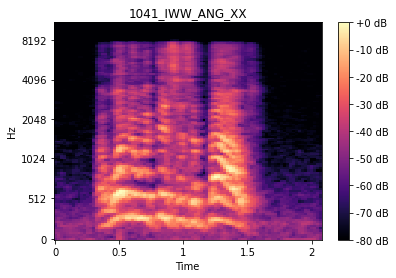 1041_IWW_ANG_XX
+0 dB
8192
-10 dB
4096
-20 dB
-30 dB
2048
Hz
-40 dB
1024
-50 dB
512
-60 dB
-70 dB
0
-80 dB
0 0.5 1 1.5 2
Time